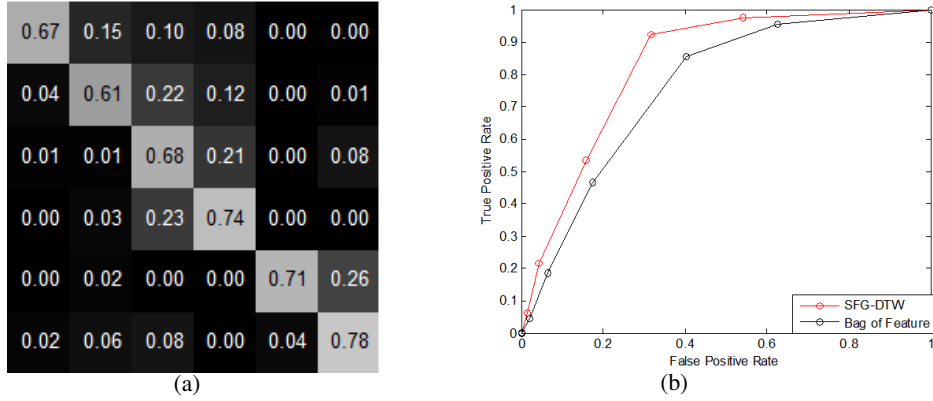 0.67 0.15 0.10 0.08 0.00 0.00
0.04 0.61 0.22 0.12 0.00 0.01
0.01 0.01 0.68 0.21 0.00 0.08
0.00 0.03 0.23 0.74 0.00 0.00
0.00 0.02 0.00 0.00 0.71 0.26
0.02 0.06 0.08 0.00 0.04 0.78
(a)
True Positive Rate
1
0.9
0.8
0.7
0.6
0.5
0.4
0.3
0.2
0.1
0
0 0.2 0.4 0.6 0.8 1
False Positive Rate
SFG-DTW
Bag of Feature
(b)